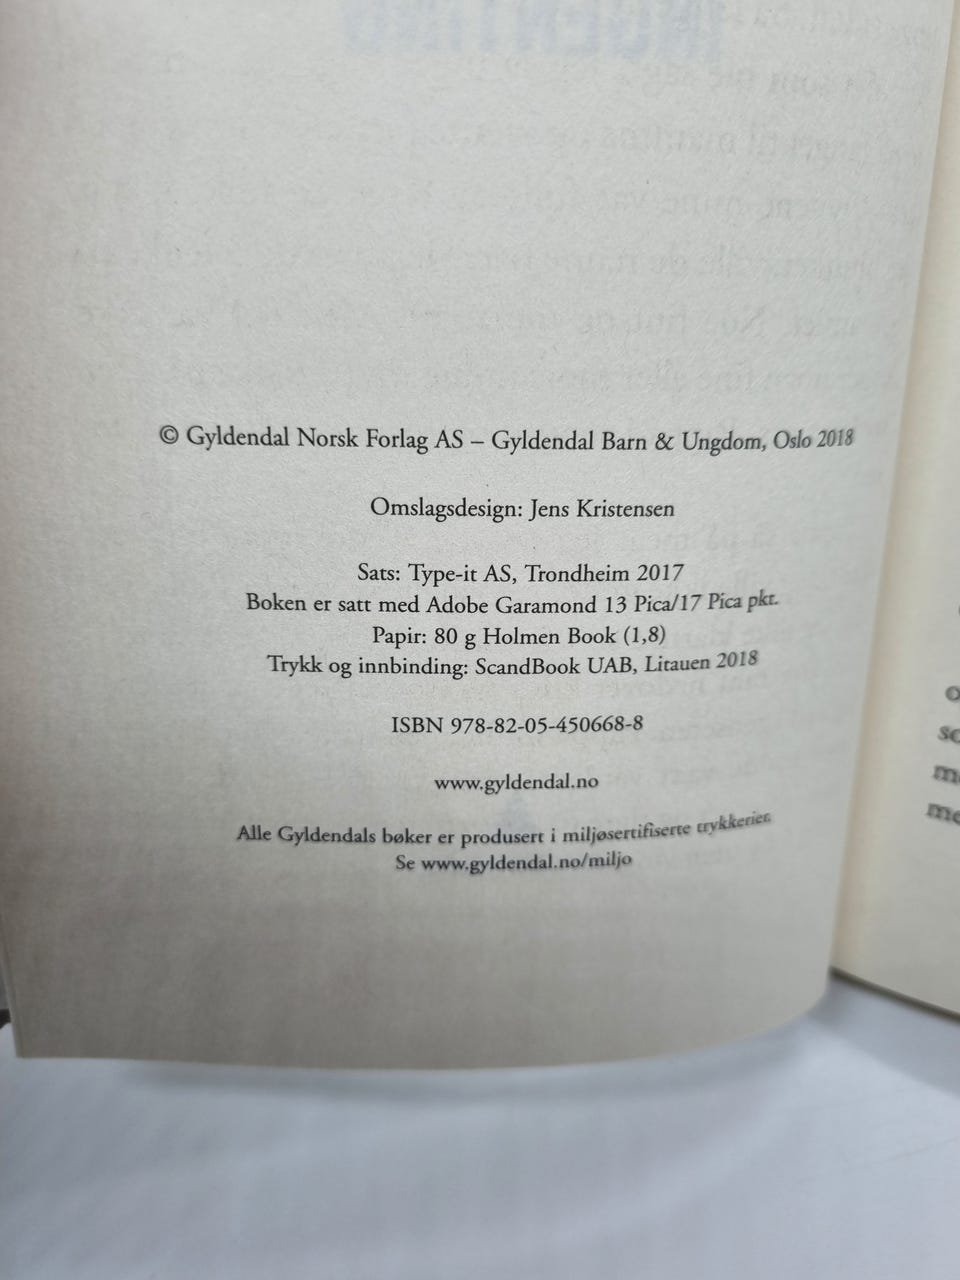 © Gyldendal Norsk Forlag AS – Gyldendal Barn & Ungdom, Oslo 2018
Omslagsdesign: Jens Kristensen
Sats: Type-it AS, Trondheim 2017
Boken er satt med Adobe Garamond 13 Pica/17 Pica pkt.
Papir: 80 g Holmen Book (1,8)
Trykk og innbinding: ScandBook UAB, Litauen 2018
ISBN 978-82-05-450668-8
www.gyldendal.no
Alle Gyldendals bøker er produsert i miljøsertifiserte trykkerier.
Se www.gyldendal.no/miljo